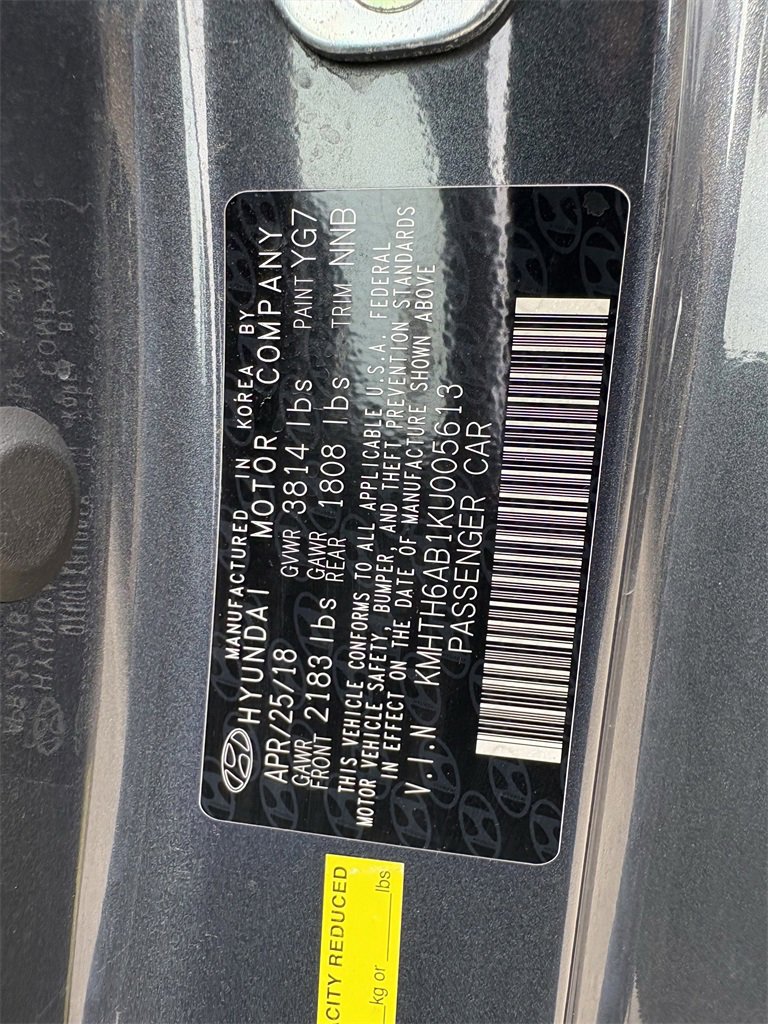 MANUFACTURED IN KOREA BY
HYUNDAI MOTOR COMPANY
APR/25/18 GVWR 3814 lbs PAINT YG7
GAWR FRONT 2183 lbs GAWR REAR 1808 lbs TRIM NNB
THIS VEHICLE CONFORMS TO ALL APPLICABLE U.S.A. FEDERAL
MOTOR VEHICLE SAFETY, BUMPER, AND THEFT PREVENTION STANDARDS
IN EFFECT ON THE DATE OF MANUFACTURE SHOWN ABOVE
V.I.N KMHTH6AB1KU005613
PASSENGER CAR
ACITY REDUCED
kg or lbs